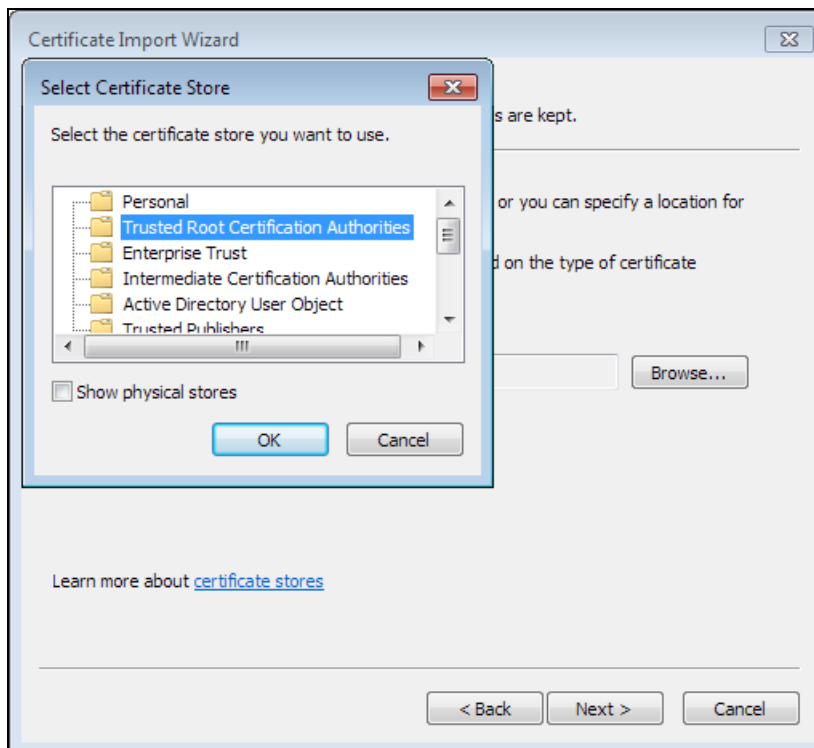 Certificate Import Wizard
Select Certificate Store
s are kept.
Select the certificate store you want to use.
Personal
or you can specify a location for
Trusted Root Certification Authorities
Enterprise Trust
d on the type of certificate
Intermediate Certification Authorities
Active Directory User Object
Trusted Publishers
Browse...
Show physical stores
OK Cancel
Learn more about certificate stores
< Back Next > Cancel